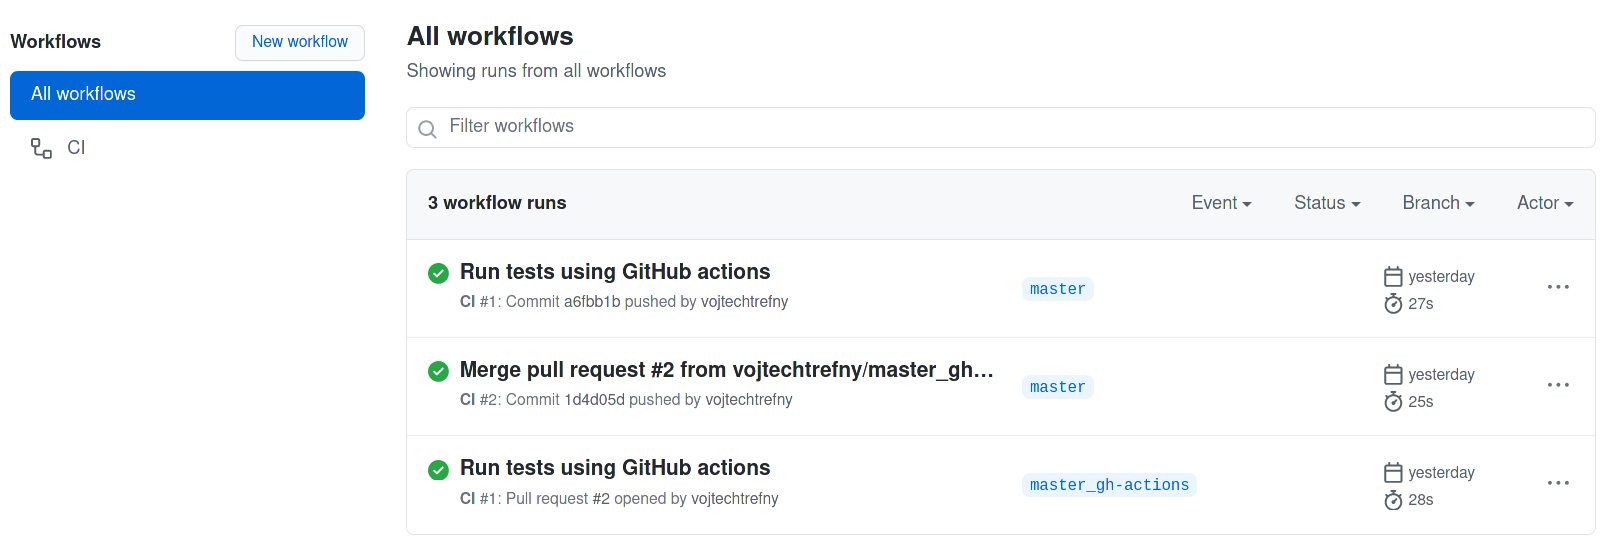 Workflows
New workflow
All workflows
CI
All workflows
Showing runs from all workflows
Filter workflows
3 workflow runs
Event
Status
Branch
Actor
Run tests using GitHub actions
CI #1: Commit a6fbb1b pushed by vojtechtrefny
master
yesterday
27s
Merge pull request #2 from vojtechtrefny/master_gh...
CI #2: Commit 1d4d05d pushed by vojtechtrefny
master
yesterday
25s
Run tests using GitHub actions
CI #1: Pull request #2 opened by vojtechtrefny
master_gh-actions
yesterday
28s